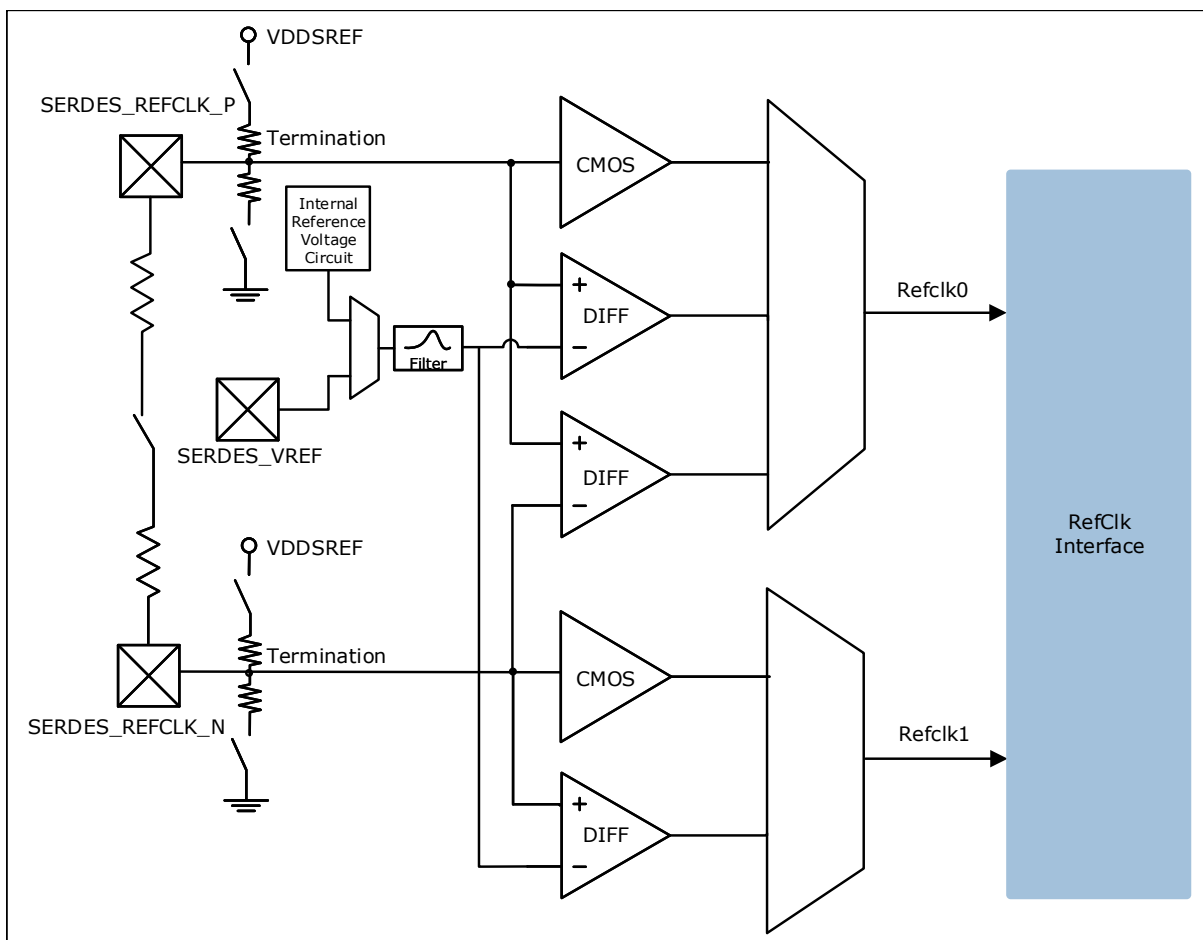 VDDSREF
SERDES_REFCLK_P
Termination
CMOS
Internal
Reference
Voltage
Circuit
+
DIFF
−
Refclk0
Filter
SERDES_VREF
+
DIFF
−
RefClk
Interface
VDDSREF
Termination
CMOS
SERDES_REFCLK_N
Refclk1
+
DIFF
−